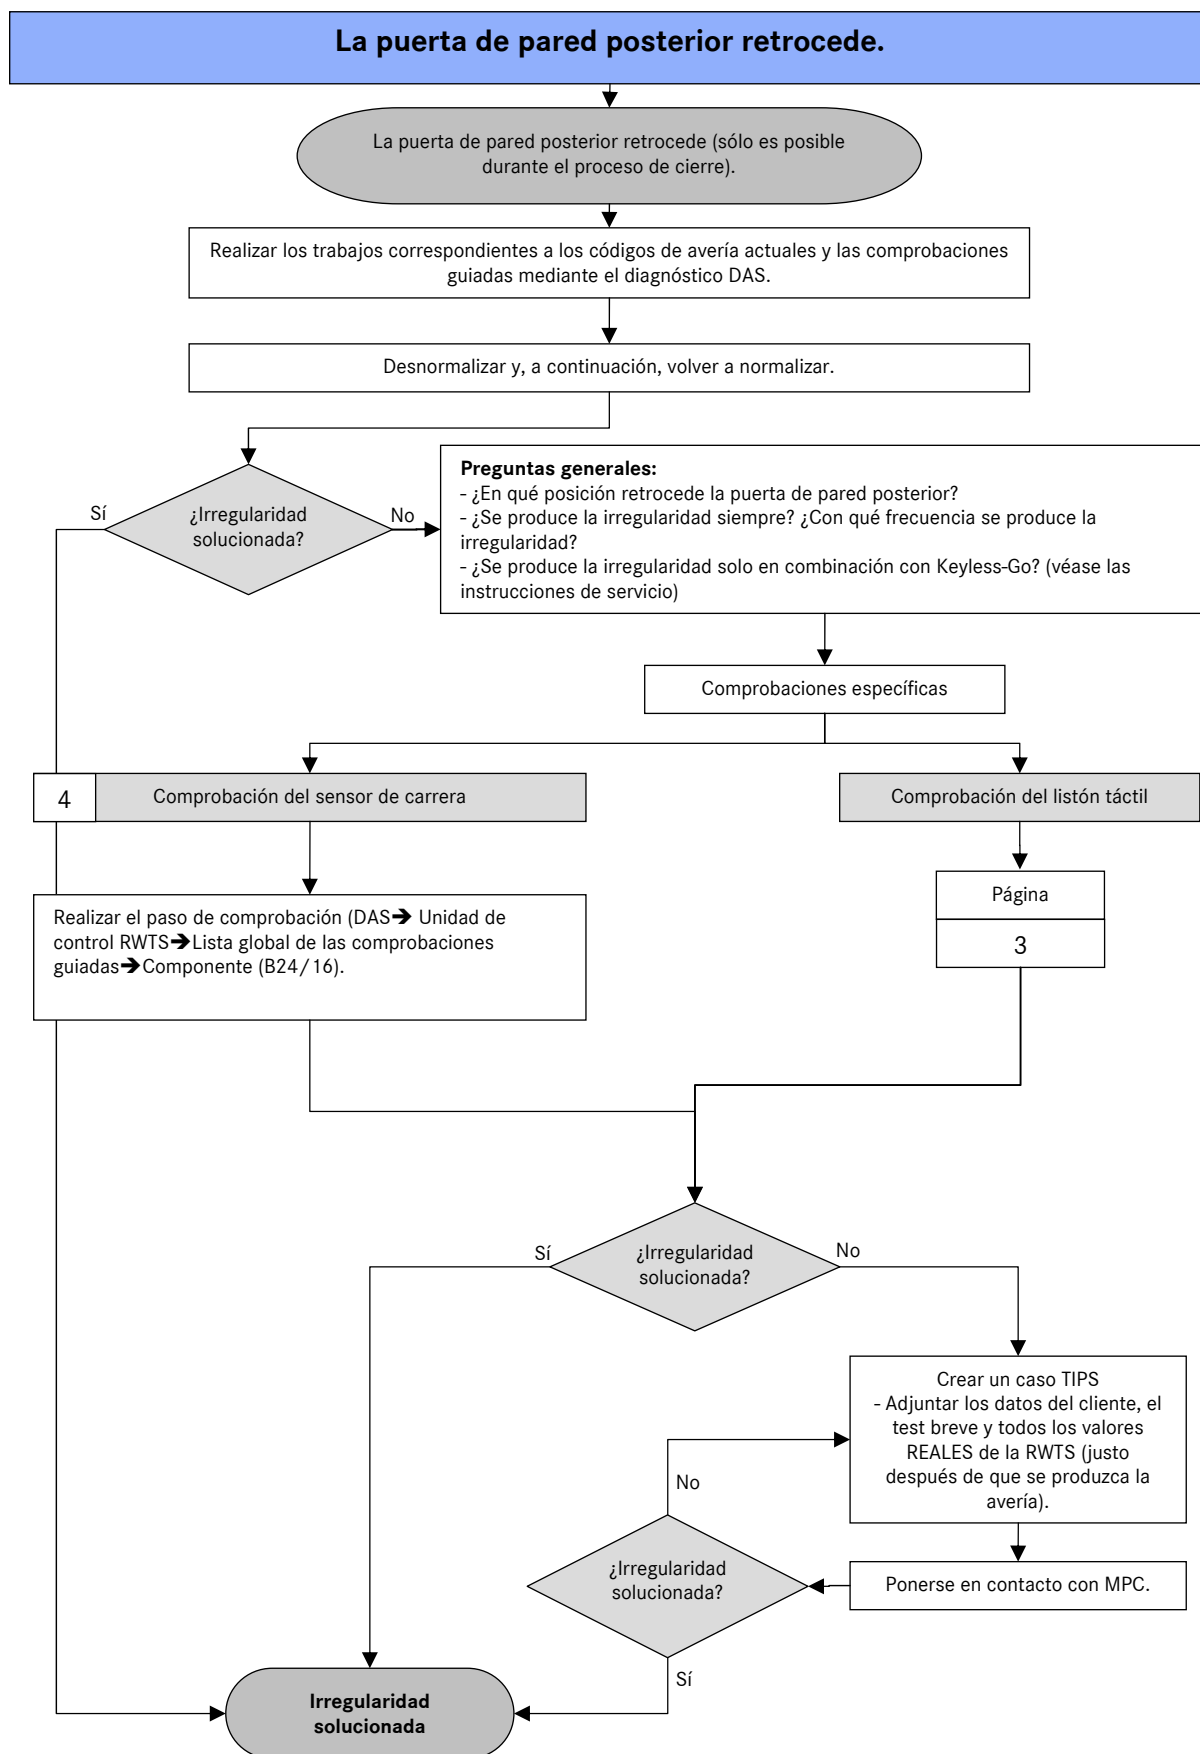 La puerta de pared posterior retrocede.
La puerta de pared posterior retrocede (sólo es posible
durante el proceso de cierre).
Realizar los trabajos correspondientes a los códigos de avería actuales y las comprobaciones
guiadas mediante el diagnóstico DAS.
Desnormalizar y, a continuación, volver a normalizar.
Sí
¿Irregularidad
solucionada?
No
Preguntas generales:
- ¿En qué posición retrocede la puerta de pared posterior?
- ¿Se produce la irregularidad siempre? ¿Con qué frecuencia se produce la
irregularidad?
- ¿Se produce la irregularidad solo en combinación con Keyless-Go? (véase las
instrucciones de servicio)
Comprobaciones específicas
4
Comprobación del sensor de carrera
Comprobación del listón táctil
Realizar el paso de comprobación (DAS➔ Unidad de
control RWTS➔Lista global de las comprobaciones
guiadas➔Componente (B24/16).
Página
3
Sí
¿Irregularidad
solucionada?
No
Crear un caso TIPS
- Adjuntar los datos del cliente, el
test breve y todos los valores
REALES de la RWTS (justo
después de que se produzca la
avería).
No
¿Irregularidad
solucionada?
Ponerse en contacto con MPC.
Sí
Irregularidad
solucionada